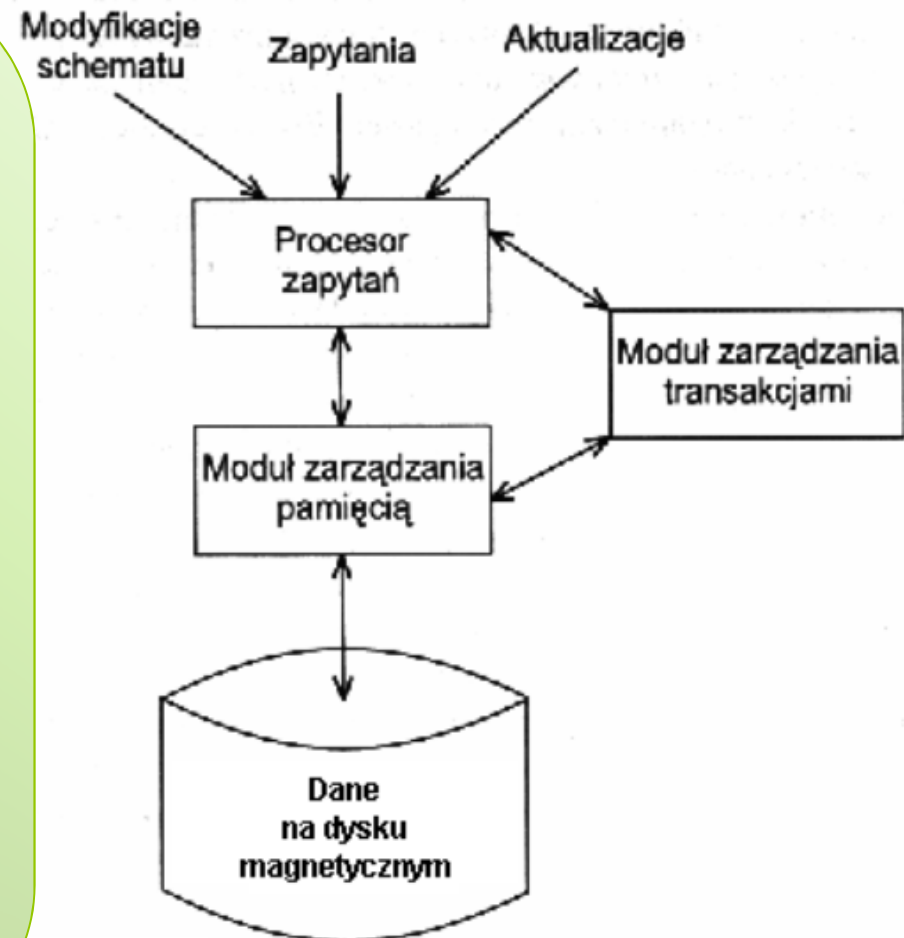 Modyfikacje
schematu
Zapytania
Aktualizacje
Procesor
zapytań
Moduł zarządzania
transakcjami
Moduł zarządzania
pamięcią
Dane
na dysku
magnetycznym